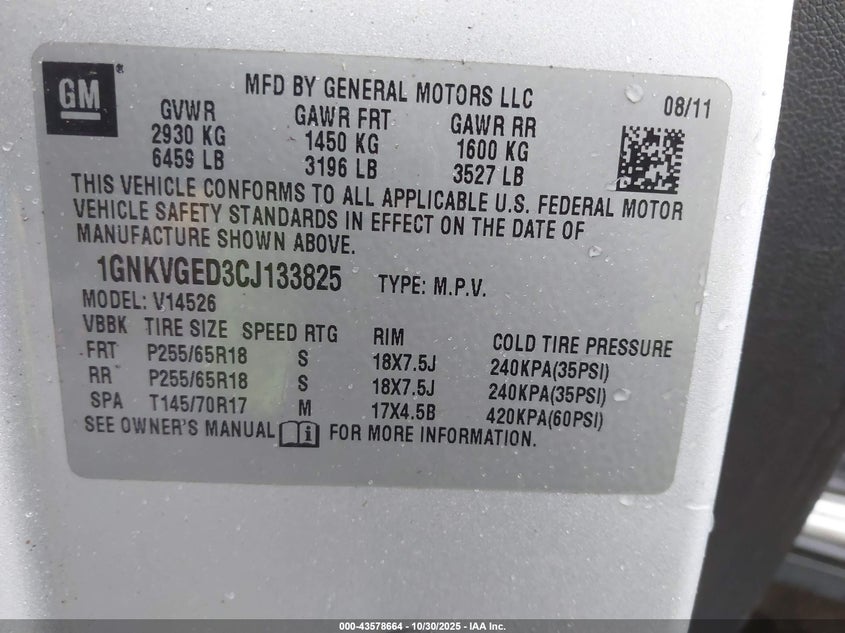 GM
MFD BY GENERAL MOTORS LLC
08/11
GVWR GAWR FRT GAWR RR
2930 KG 1450 KG 1600 KG
6459 LB 3196 LB 3527 LB
THIS VEHICLE CONFORMS TO ALL APPLICABLE U.S. FEDERAL MOTOR
VEHICLE SAFETY STANDARDS IN EFFECT ON THE DATE OF
MANUFACTURE SHOWN ABOVE.
1GNKVGED3CJ133825 TYPE: M.P.V.
MODEL: V14526
VBBK TIRE SIZE SPEED RTG RIM COLD TIRE PRESSURE
FRT P255/65R18 S 18X7.5J 240KPA(35PSI)
RR P255/65R18 S 18X7.5J 240KPA(35PSI)
SPA T145/70R17 M 17X4.5B 420KPA(60PSI)
SEE OWNER'S MANUAL i FOR MORE INFORMATION.
000-43578664 - 10/30/2025 - IAA Inc.